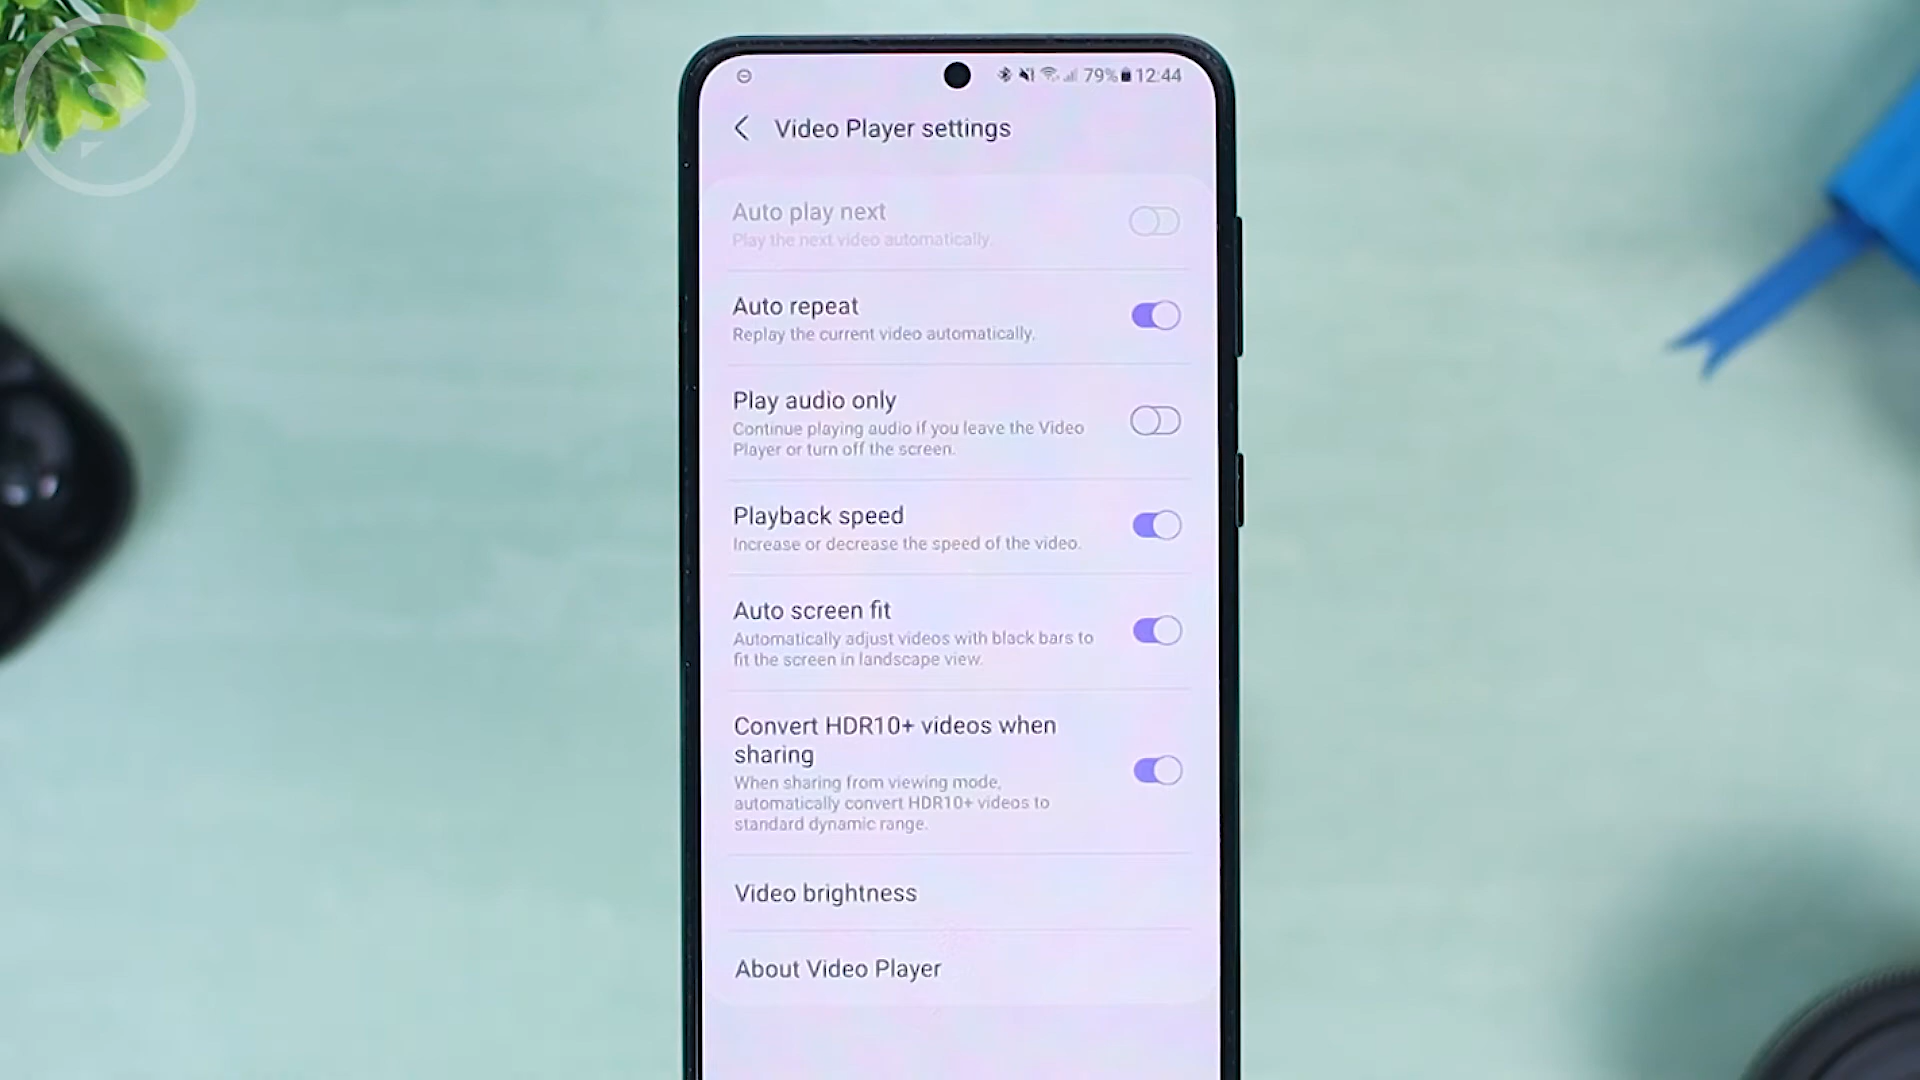 79% 12:44
Video Player settings
Auto play next
Play the next video automatically.
Auto repeat
Replay the current video automatically.
Play audio only
Continue playing audio if you leave the Video
Player or turn off the screen.
Playback speed
Increase or decrease the speed of the video.
Auto screen fit
Automatically adjust videos with black bars to
fit the screen in landscape view.
Convert HDR10+ videos when
sharing
When sharing from viewing mode,
automatically convert HDR10+ videos to
standard dynamic range.
Video brightness
About Video Player